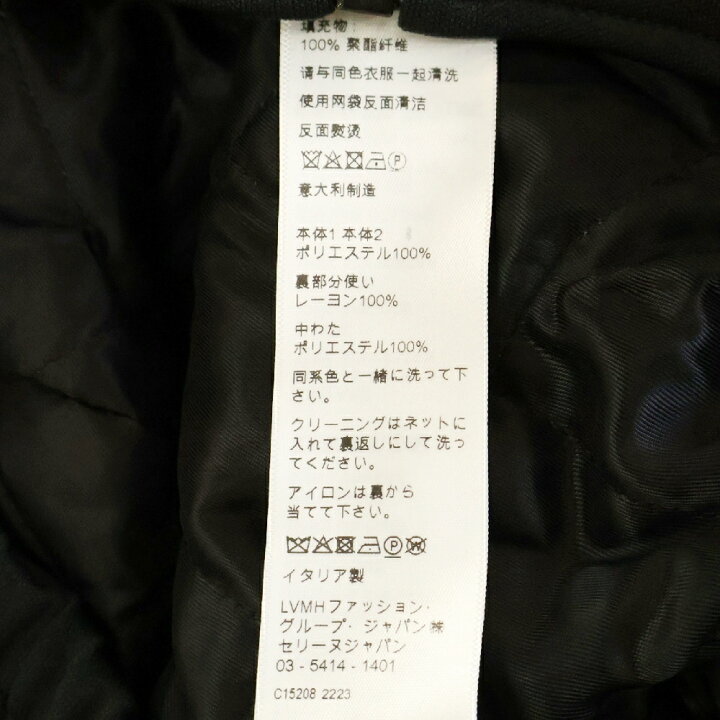 填充物:
100% 聚酯纤维
请与同色衣服一起清洗
使用网袋反面清洁
反面熨烫
P
意大利制造
本体1 本体2
ポリエステル100%
裏部分使い
レーヨン100%
中わた
ポリエステル100%
同系色と一緒に洗って下
さい。
クリーニングはネットに
入れて裏返しにして洗っ
てください。
アイロンは裏から
当てて下さい。
P W
イタリア製
LVMHファッション・
グループ・ジャパン㈱
セリーヌジャパン
03 - 5414 - 1401
C15208 2223